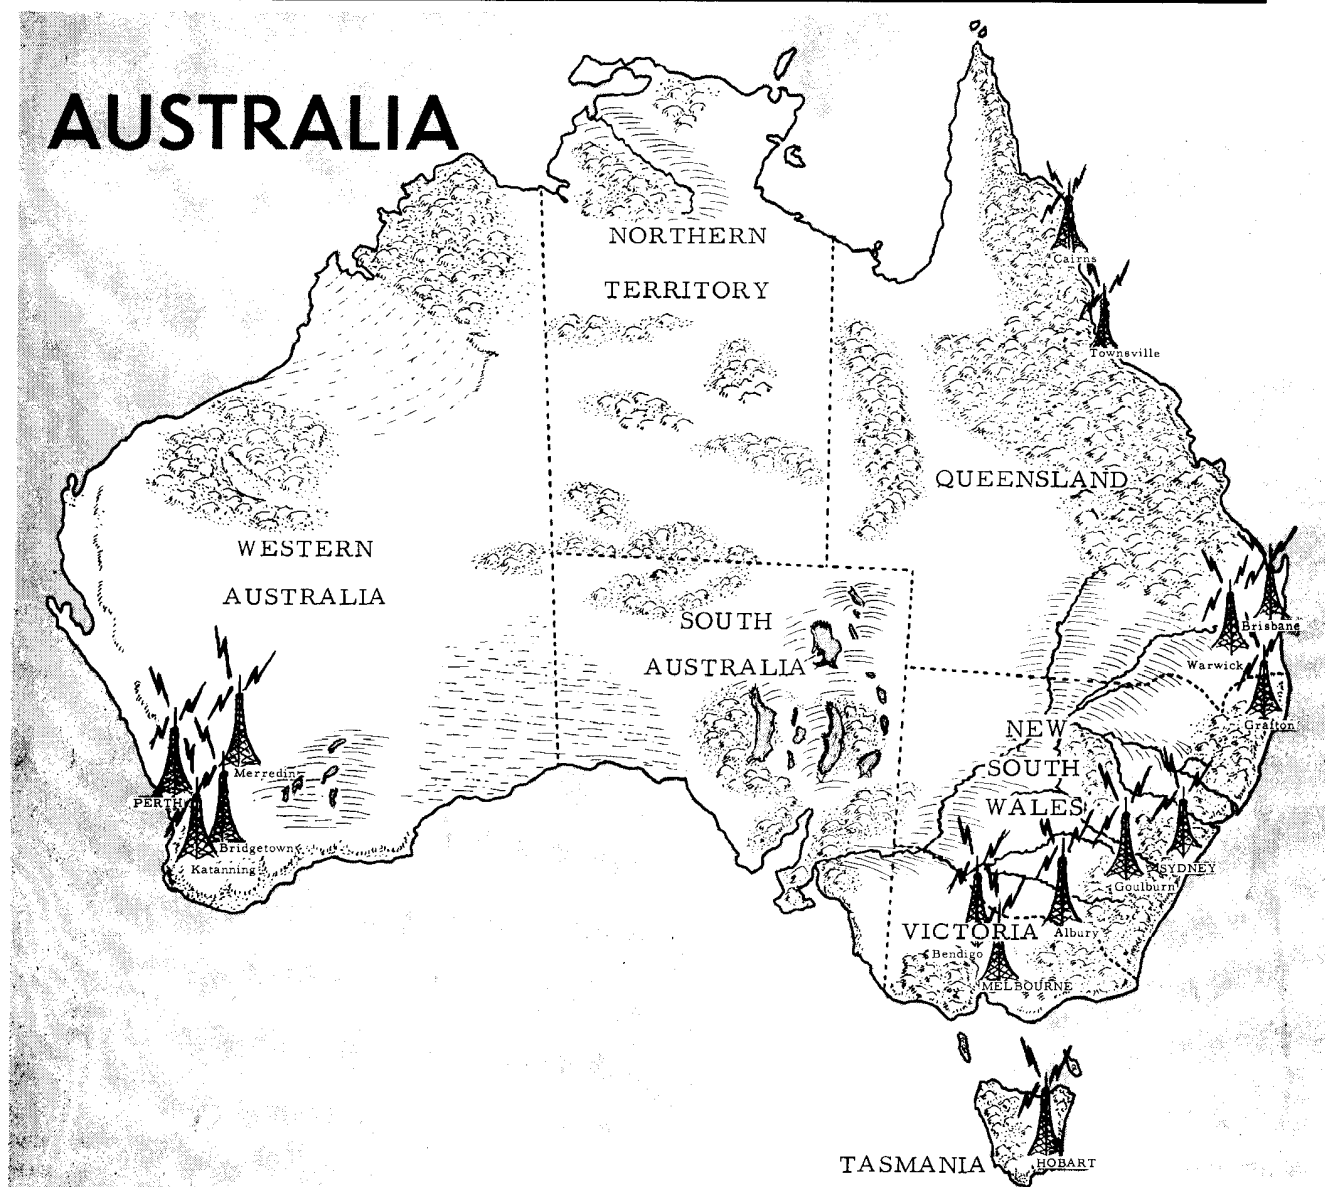 AUSTRALIA
NORTHERN
TERRITORY
Cairns
Townsville
QUEENSLAND
WESTERN
AUSTRALIA
SOUTH
AUSTRALIA
Brisbane
Warwick
Grafton
NEW
SOUTH
WALES
Merredin
PERTH
Bridgetown
Katanning
SYDNEY
Goulburn
VICTORIA
Albury
Bendigo
MELBOURNE
TASMANIA
HOBART